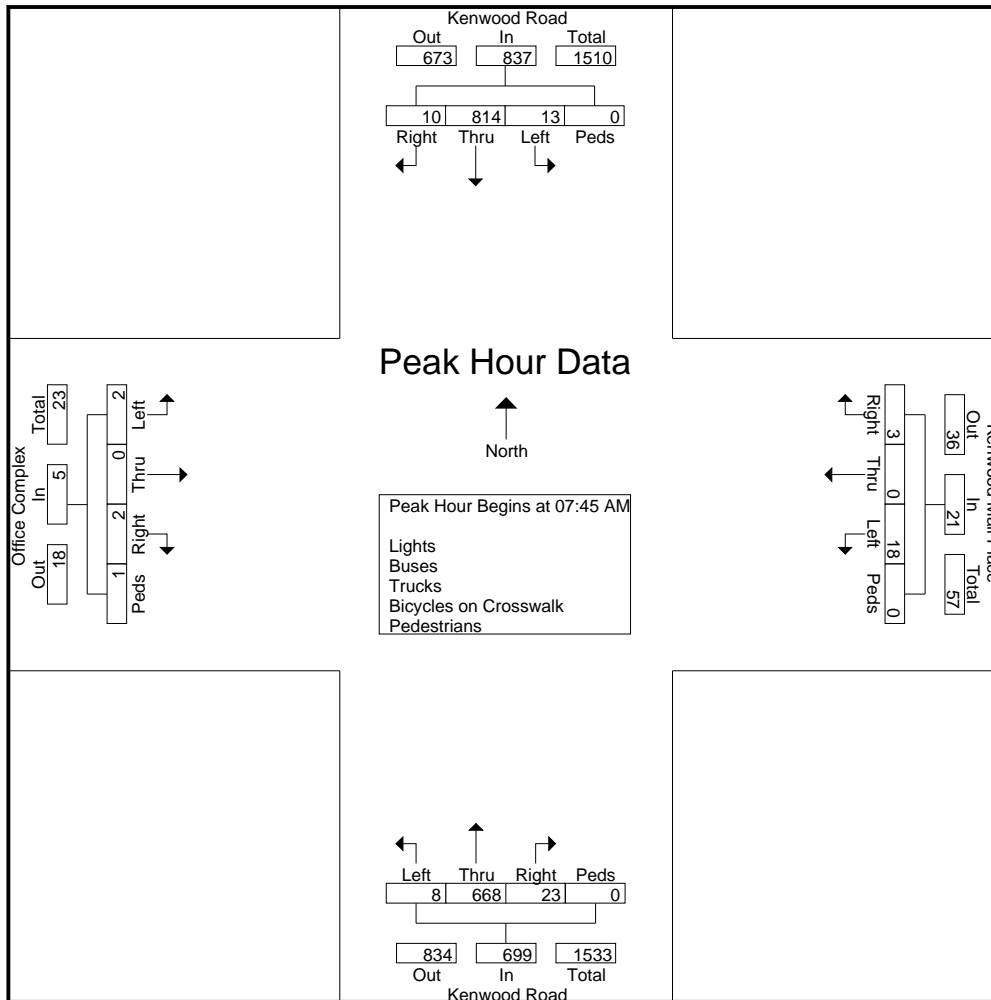 Kenwood Road
Out In Total
673 837 1510
10 814 13 0
Right Thru Left Peds
Peak Hour Data
North
Peak Hour Begins at 07:45 AM
Lights
Buses
Trucks
Bicycles on Crosswalk
Pedestrians
Office Complex
Out In Total
18 5 23
Left Thru Right Peds
2 0 2 1
Out In Total
36 21 57
Right Thru Left Peds
3 0 18 0
Left Thru Right Peds
8 668 23 0
834 699 1533
Out In Total
Kenwood Road